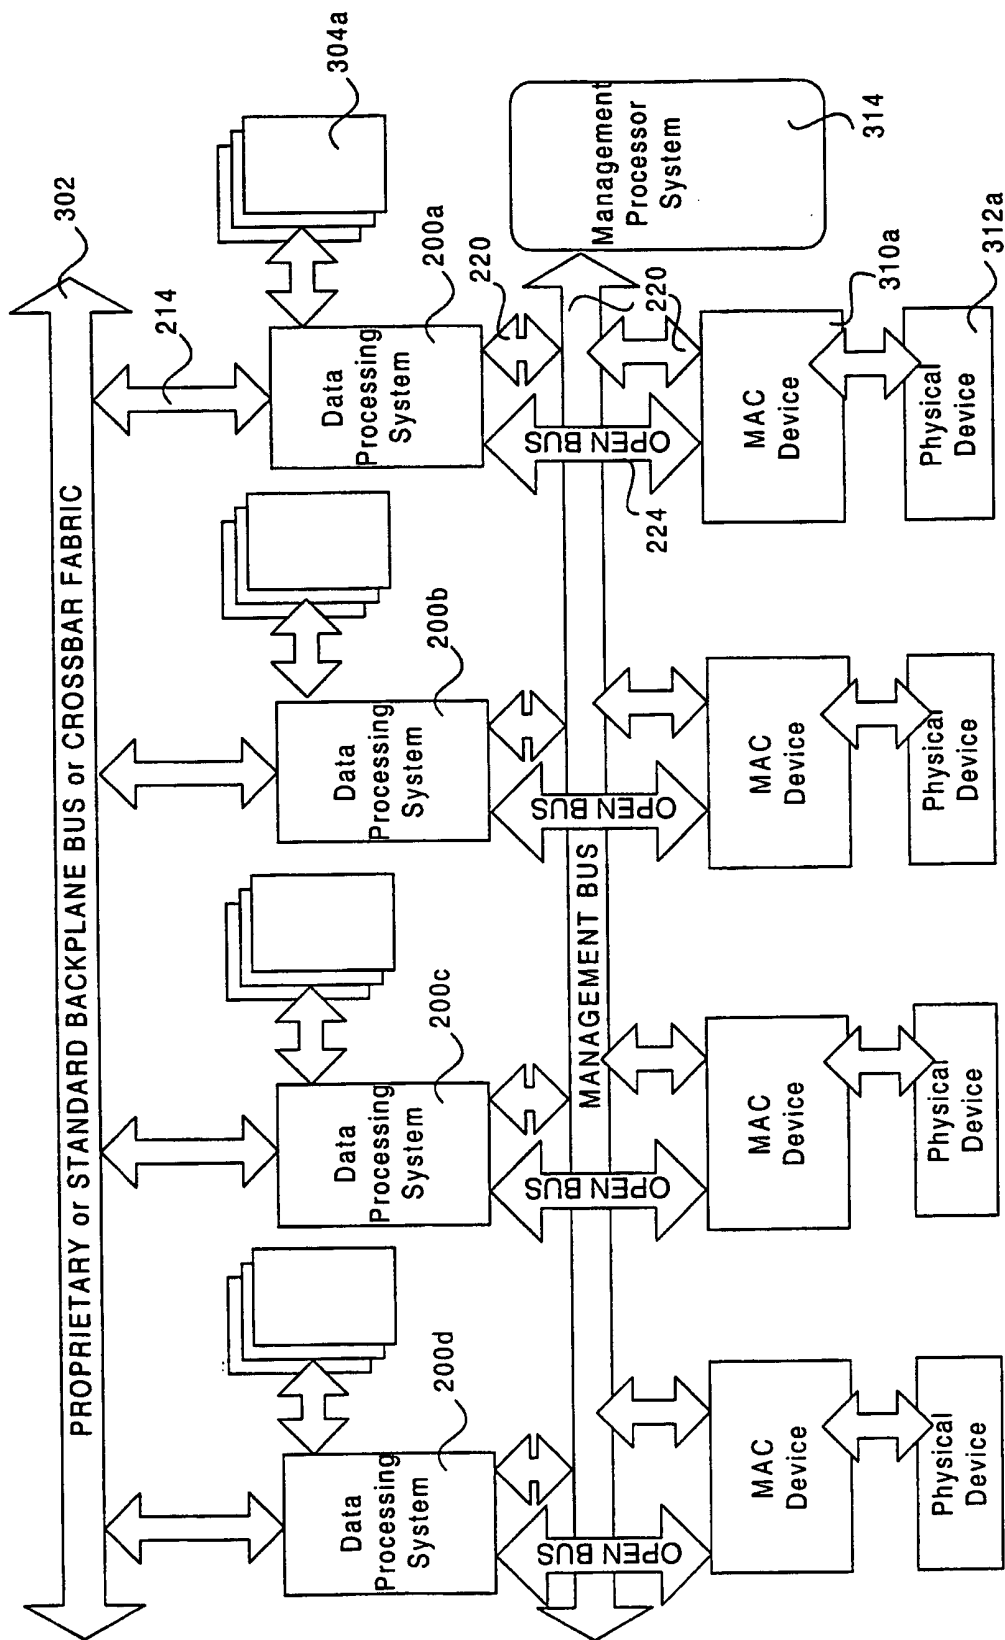 PROPRIETARY or STANDARD BACKPLANE BUS or CROSSBAR FABRIC
302
214
304a
Data
Processing
System
200d
Data
Processing
System
200c
Data
Processing
System
200b
Data
Processing
System
200a
220
OPEN BUS
OPEN BUS
OPEN BUS
OPEN BUS
MANAGEMENT BUS
224
220
Management
Processor
System
314
MAC
Device
MAC
Device
MAC
Device
MAC
Device
310a
Physical
Device
Physical
Device
Physical
Device
Physical
Device
312a